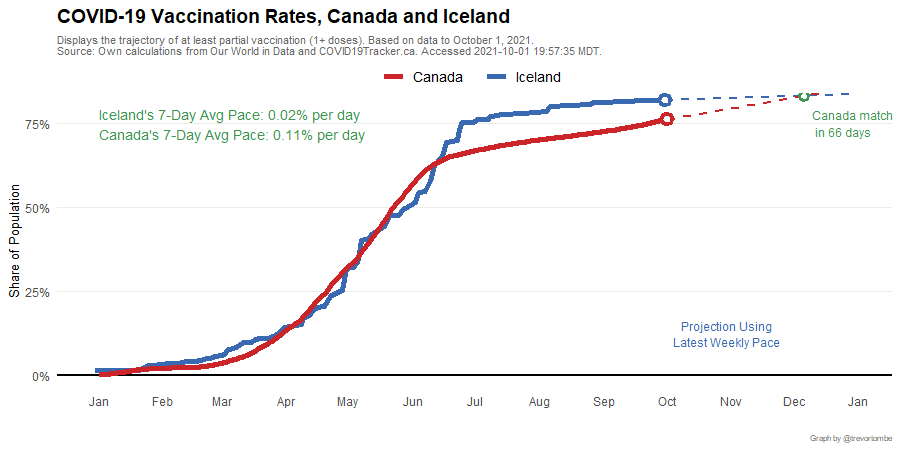 COVID-19 Vaccination Rates, Canada and Iceland
Displays the trajectory of at least partial vaccination (1+ doses). Based on data to October 1, 2021.
Source: Own calculations from Our World in Data and COVID19Tracker.ca. Accessed 2021-10-01 19:57:35 MDT.
Canada Iceland
Iceland's 7-Day Avg Pace: 0.02% per day
Canada's 7-Day Avg Pace: 0.11% per day
Canada match
in 66 days
75%
50%
25%
0%
Share of Population
Projection Using
Latest Weekly Pace
Jan Feb Mar Apr May Jun Jul Aug Sep Oct Nov Dec Jan
Graph by @trevortombe